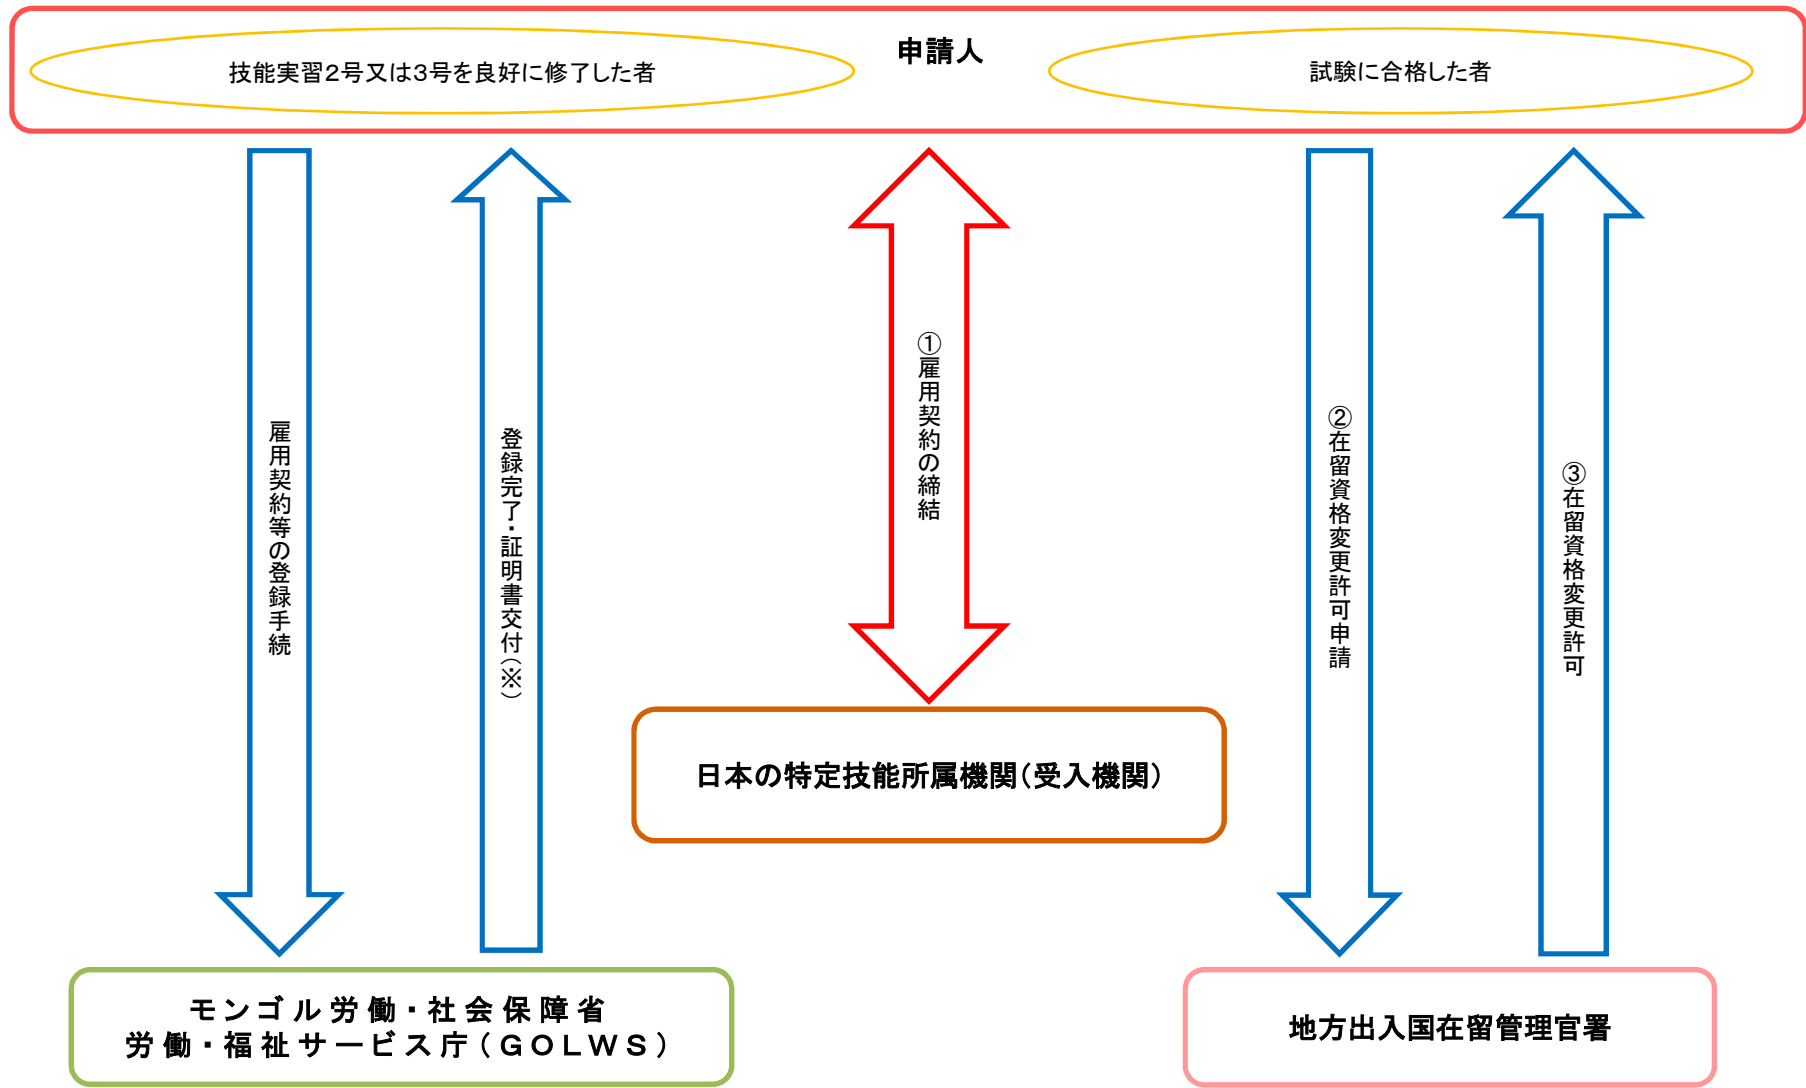 申請人
技能実習２号又は３号を良好に修了した者
試験に合格した者
雇用契約等の登録手続
登録完了・証明書交付（※）
①雇用契約の締結
②在留資格変更許可申請
③在留資格変更許可
日本の特定技能所属機関（受入機関）
モンゴル労働・社会保障省
労働・福祉サービス庁（ＧＯＬＷＳ）
地方出入国在留管理官署